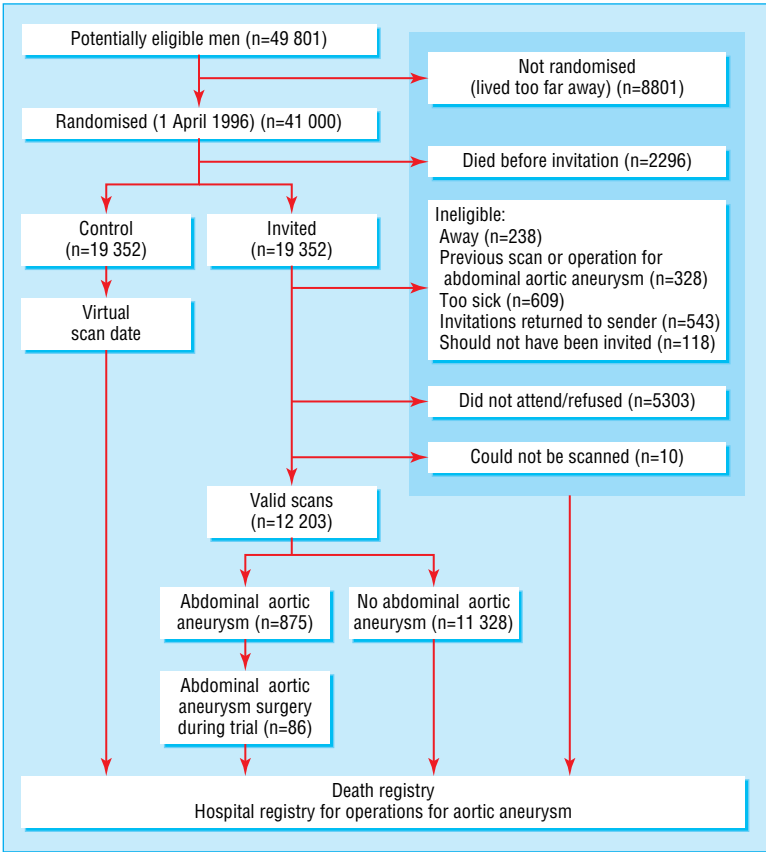 Potentially eligible men (n=49 801)
Not randomised
(lived too far away) (n=8801)
Randomised (1 April 1996) (n=41 000)
Died before invitation (n=2296)
Control
(n=19 352)
Invited
(n=19 352)
Ineligible:
Away (n=238)
Previous scan or operation for
abdominal aortic aneurysm (n=328)
Too sick (n=609)
Invitations returned to sender (n=543)
Should not have been invited (n=118)
Virtual
scan date
Did not attend/refused (n=5303)
Could not be scanned (n=10)
Valid scans
(n=12 203)
Abdominal aortic
aneurysm (n=875)
No abdominal aortic
aneurysm (n=11 328)
Abdominal aortic
aneurysm surgery
during trial (n=86)
Death registry
Hospital registry for operations for aortic aneurysm